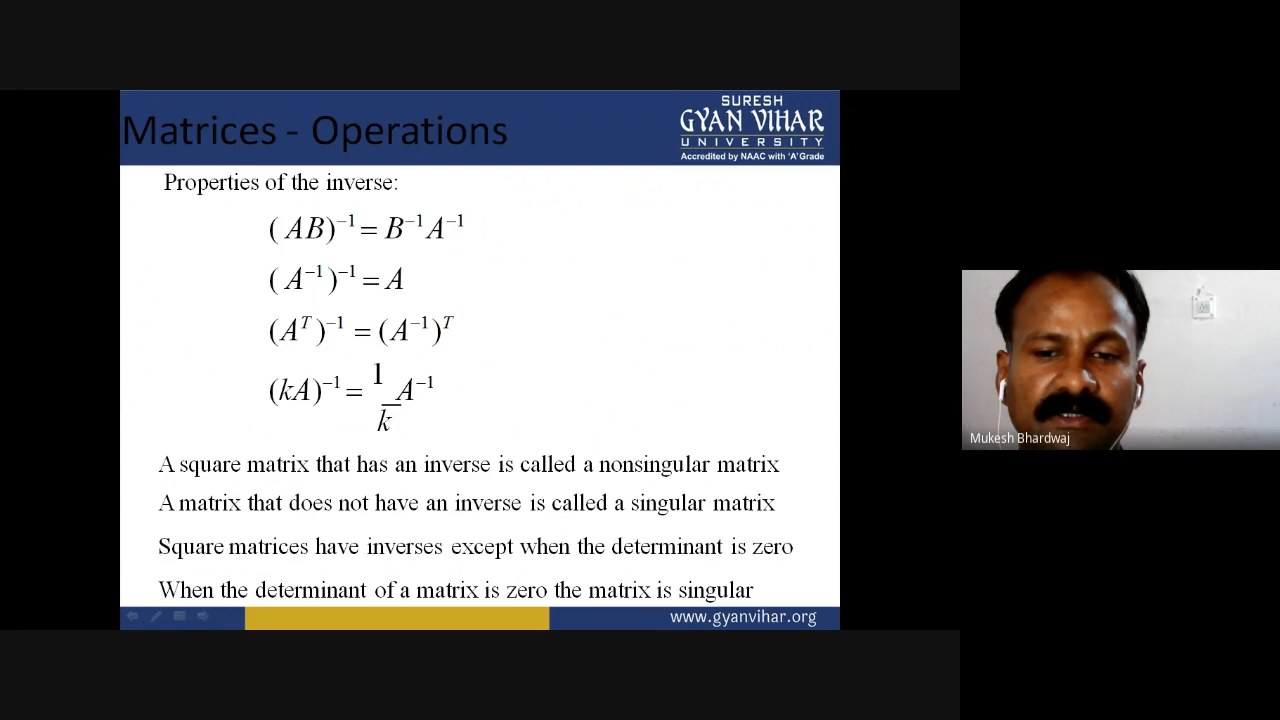 Matrices - Operations
SURESH
GYAN VIHAR
UNIVERSITY
Accredited by NAAC with 'A' Grade
Properties of the inverse:
(AB)⁻¹ = B⁻¹A⁻¹
(A⁻¹)⁻¹ = A
(Aᵀ)⁻¹ = (A⁻¹)ᵀ
(kA)⁻¹ = 1/k A⁻¹
A square matrix that has an inverse is called a nonsingular matrix
A matrix that does not have an inverse is called a singular matrix
Square matrices have inverses except when the determinant is zero
When the determinant of a matrix is zero the matrix is singular
www.gyanvihar.org
Mukesh Bhardwaj